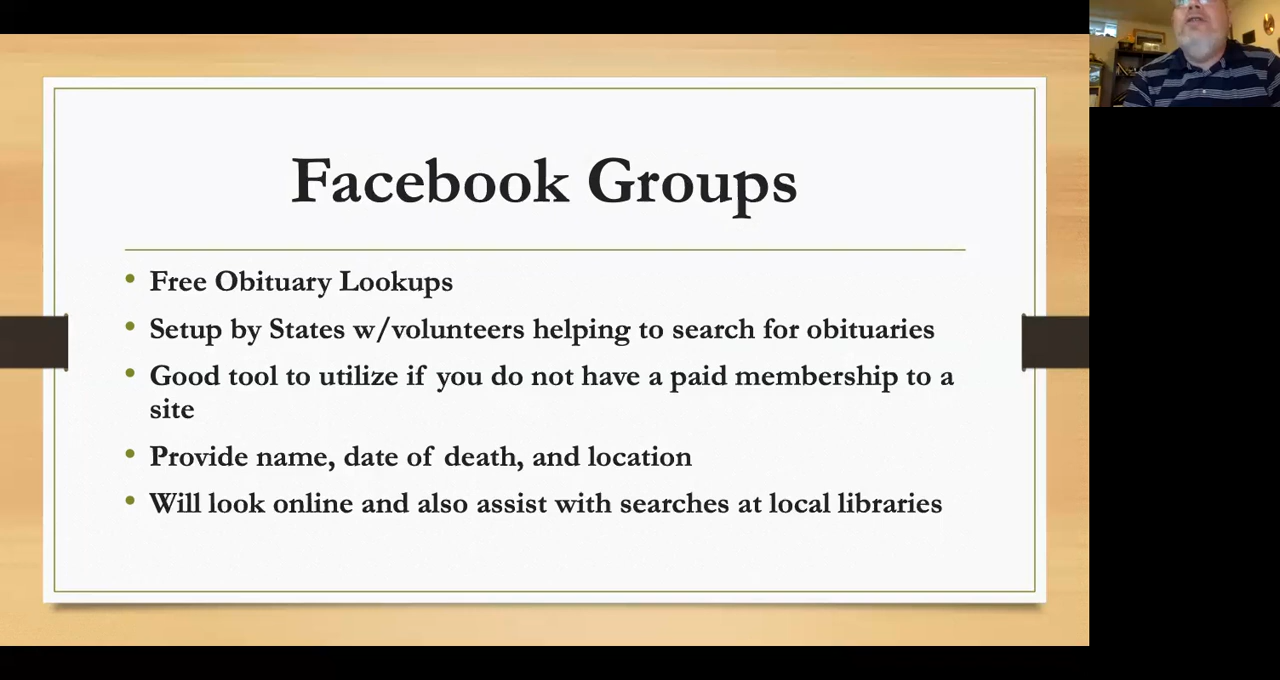 Facebook Groups
• Free Obituary Lookups
• Setup by States w/volunteers helping to search for obituaries
• Good tool to utilize if you do not have a paid membership to a
site
• Provide name, date of death, and location
• Will look online and also assist with searches at local libraries